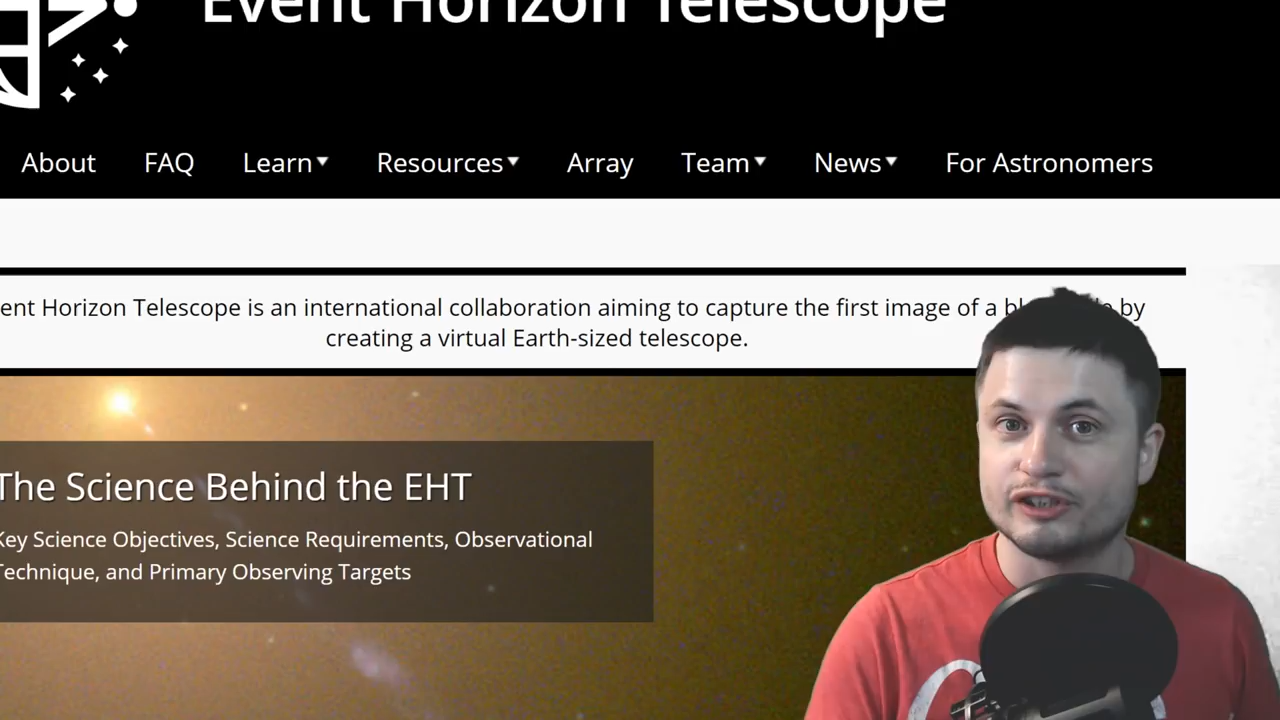 Event Horizon Telescope
About FAQ Learn Resources Array Team News For Astronomers
ent Horizon Telescope is an international collaboration aiming to capture the first image of a by
creating a virtual Earth-sized telescope.
The Science Behind the EHT
Key Science Objectives, Science Requirements, Observational
Technique, and Primary Observing Targets